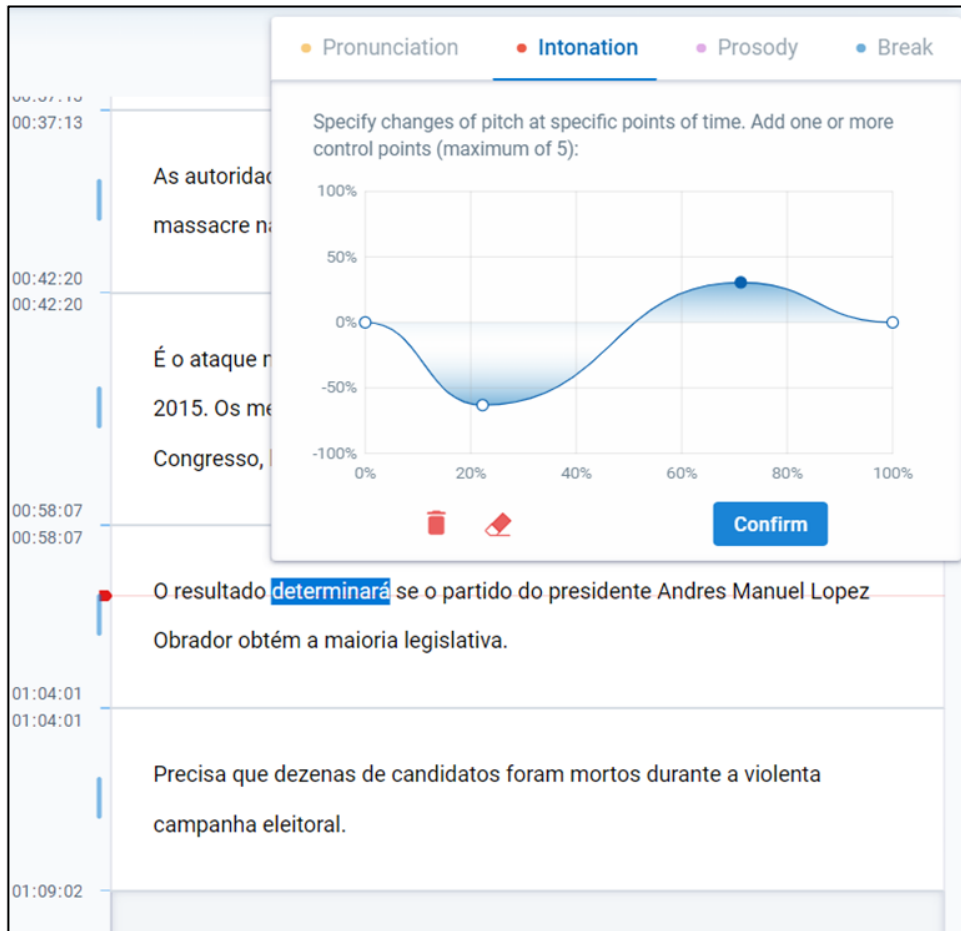 Pronunciation Intonation Prosody Break
Specify changes of pitch at specific points of time. Add one or more
control points (maximum of 5):
100%
50%
0%
-50%
-100%
0% 20% 40% 60% 80% 100%
Confirm
00:37:13
00:37:13
As autoridad
massacre na
00:42:20
00:42:20
É o ataque
2015. Os me
Congresso,
00:58:07
00:58:07
O resultado determinará se o partido do presidente Andres Manuel Lopez
Obrador obtém a maioria legislativa.
01:04:01
01:04:01
Precisa que dezenas de candidatos foram mortos durante a violenta
campanha eleitoral.
01:09:02